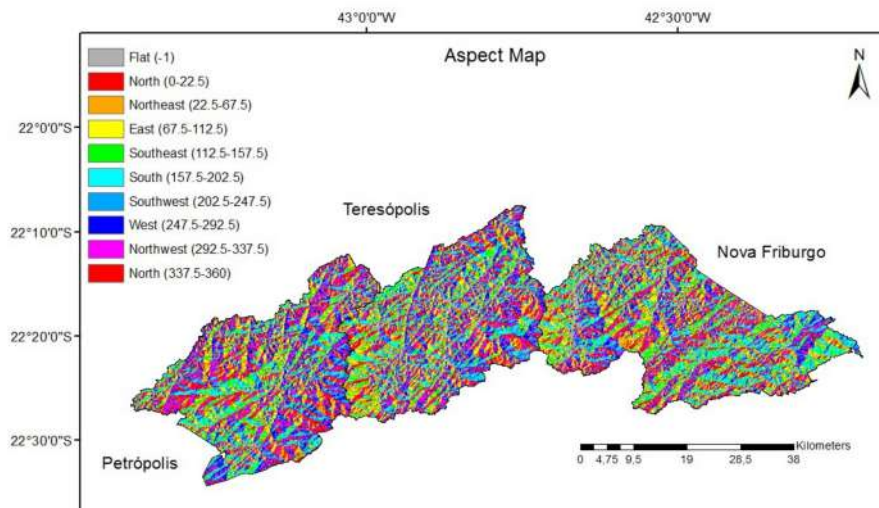 43°0'0"W 42°30'0"W
Aspect Map
N
Flat (-1)
North (0-22.5)
Northeast (22.5-67.5)
East (67.5-112.5)
Southeast (112.5-157.5)
South (157.5-202.5)
Southwest (202.5-247.5)
West (247.5-292.5)
Northwest (292.5-337.5)
North (337.5-360)
22°0'0"S
22°10'0"S
22°20'0"S
22°30'0"S
Teresópolis
Nova Friburgo
Petrópolis
Kilometers
0 4,75 9,5 19 28,5 38